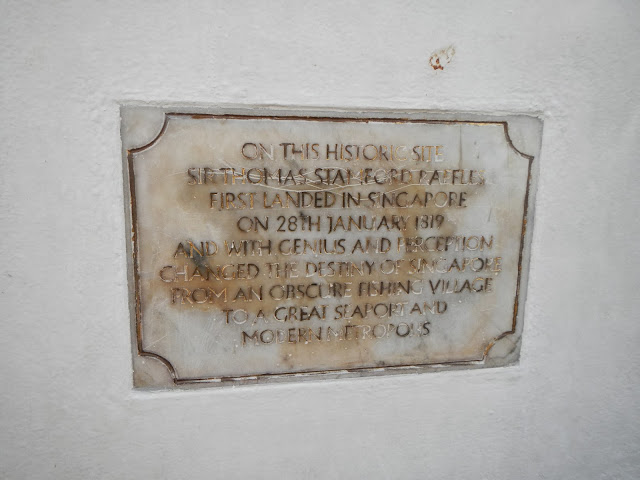 ON THIS HISTORIC SITE
SIR THOMAS STAMFORD RAFFLES
FIRST LANDED IN SINGAPORE
ON 28TH JANUARY 1819
AND WITH GENIUS AND PERCEPTION
CHANGED THE DESTINY OF SINGAPORE
FROM AN OBSCURE FISHING VILLAGE
TO A GREAT SEAPORT AND
MODERN METROPOLIS